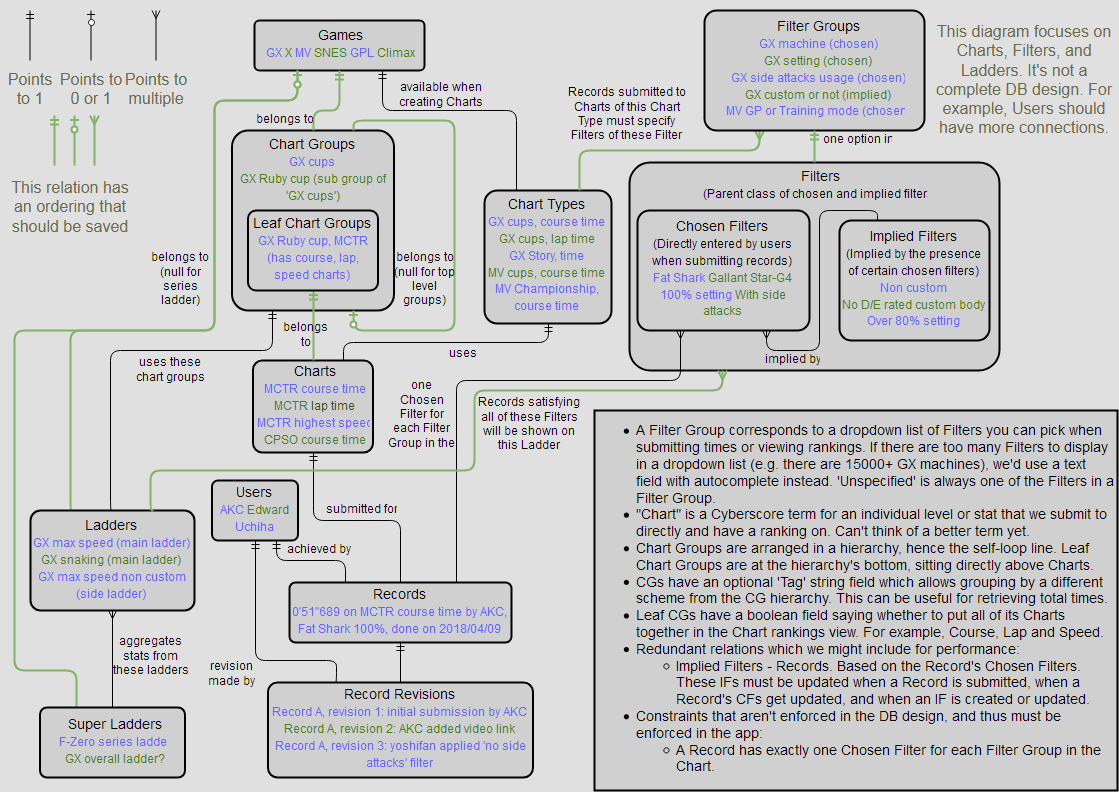 Points
to 1
Points to
0 or 1
Points to
multiple
This relation has
an ordering that
should be saved
Games
GX X MV SNES GPL Climax
available when
creating Charts
belongs to
Chart Groups
GX cups
GX Ruby cup (sub group of
'GX cups')
Leaf Chart Groups
GX Ruby cup, MCTR
(has course, lap,
speed charts)
belongs to
(null for
series
ladder)
belongs to
(null for top
level
groups)
Records submitted to
Charts of this Chart
Type must specify
Filters of these Filter
Filter Groups
GX machine (chosen)
GX setting (chosen)
GX side attacks usage (chosen)
GX custom or not (implied)
MV GP or Training mode (chosen
This diagram focuses on
Charts, Filters, and
Ladders. It's not a
complete DB design. For
example, Users should
have more connections.
one option in
Chart Types
GX cups, course time
GX cups, lap time
GX Story, time
MV cups, course time
MV Championship,
course time
Filters
(Parent class of chosen and implied filter
Chosen Filters
(Directly entered by users
when submitting records)
Fat Shark Gallant Star-G4
100% setting With side
attacks
Implied Filters
(Implied by the presence
of certain chosen filters)
Non custom
No D/E rated custom body
Over 80% setting
implied by
belongs
to
uses
uses these
chart groups
Charts
MCTR course time
MCTR lap time
MCTR highest speed
CPSO course time
one
Chosen
Filter for
each Filter
Group in the
Records satisfying
all of these Filters
will be shown on
this Ladder
Users
AKC Edward
Uchiha
submitted for
achieved by
Ladders
GX max speed (main ladder)
GX snaking (main ladder)
GX max speed non custom
(side ladder)
Records
0'51"689 on MCTR course time by AKC,
Fat Shark 100%, done on 2018/04/09
aggregates
stats from
these ladders
revision
made by
Super Ladders
F-Zero series ladde
GX overall ladder?
Record Revisions
Record A, revision 1: initial submission by AKC
Record A, revision 2: AKC added video link
Record A, revision 3: yoshifan applied 'no side
attacks' filter
• A Filter Group corresponds to a dropdown list of Filters you can pick when
submitting times or viewing rankings. If there are too many Filters to display
in a dropdown list (e.g. there are 15000+ GX machines), we'd use a text
field with autocomplete instead. 'Unspecified' is always one of the Filters in a
Filter Group.
• "Chart" is a Cyberscore term for an individual level or stat that we submit to
directly and have a ranking on. Can't think of a better term yet.
• Chart Groups are arranged in a hierarchy, hence the self-loop line. Leaf
Chart Groups are at the hierarchy's bottom, sitting directly above Charts.
• CGs have an optional 'Tag' string field which allows grouping by a different
scheme from the CG hierarchy. This can be useful for retrieving total times.
• Leaf CGs have a boolean field saying whether to put all of its Charts
together in the Chart rankings view. For example, Course, Lap and Speed.
• Redundant relations which we might include for performance:
○ Implied Filters - Records. Based on the Record's Chosen Filters.
These IFs must be updated when a Record is submitted, when a
Record's CFs get updated, and when an IF is created or updated.
• Constraints that aren't enforced in the DB design, and thus must be
enforced in the app:
○ A Record has exactly one Chosen Filter for each Filter Group in the
Chart.